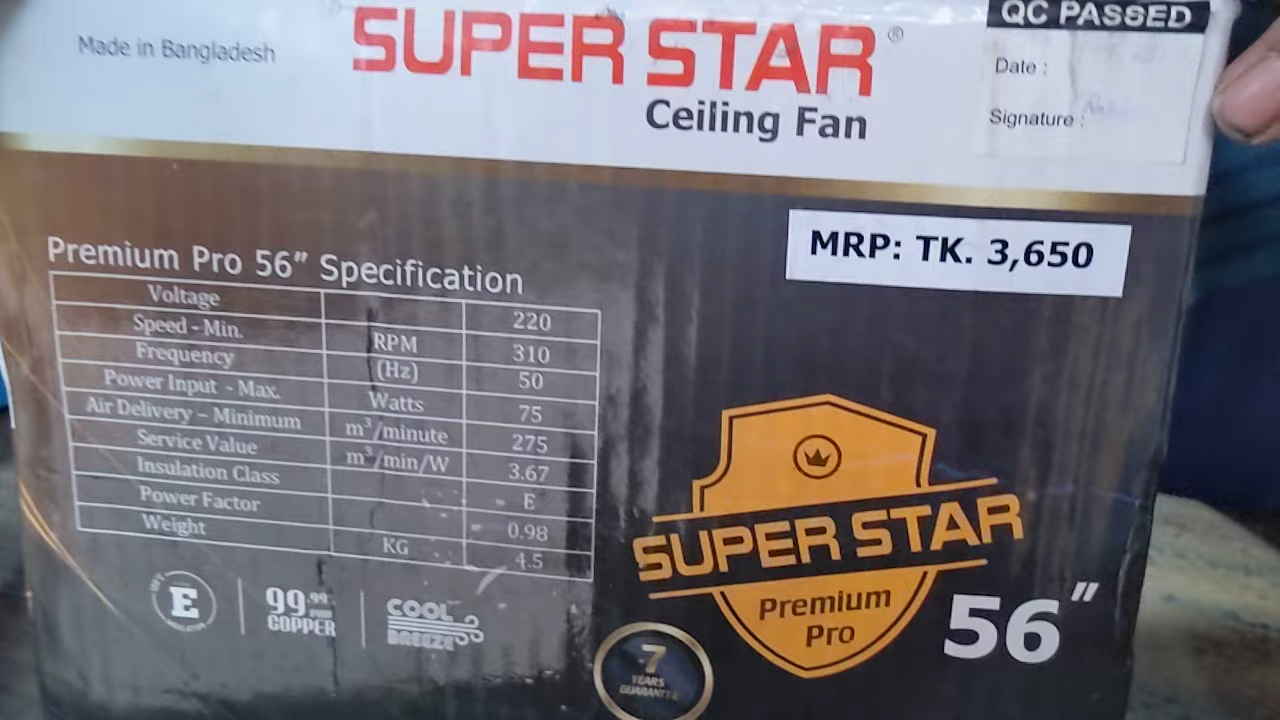 Made in Bangladesh
SUPER STAR®
Ceiling Fan
QC PASSED
Date :
Signature :
MRP: TK. 3,650
Premium Pro 56" Specification
Voltage 220
Speed - Min. RPM 310
Frequency (Hz) 50
Power Input - Max. Watts 75
Air Delivery – Minimum m³/minute 275
Service Value m³/min/W 3.67
Insulation Class E
Power Factor 0.98
Weight KG 4.5
E
99.99%
COPPER
COOL
BREEZE
SUPER STAR
Premium
Pro
56"
7
YEARS
GUARANTEE